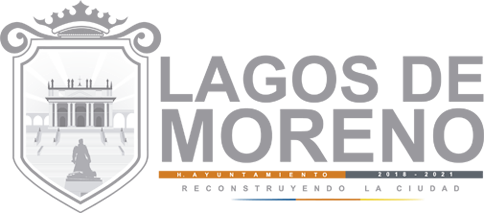 LAGOS DE
MORENO
H. AYUNTAMIENTO 2018 - 2021
RECONSTRUYENDO LA CIUDAD